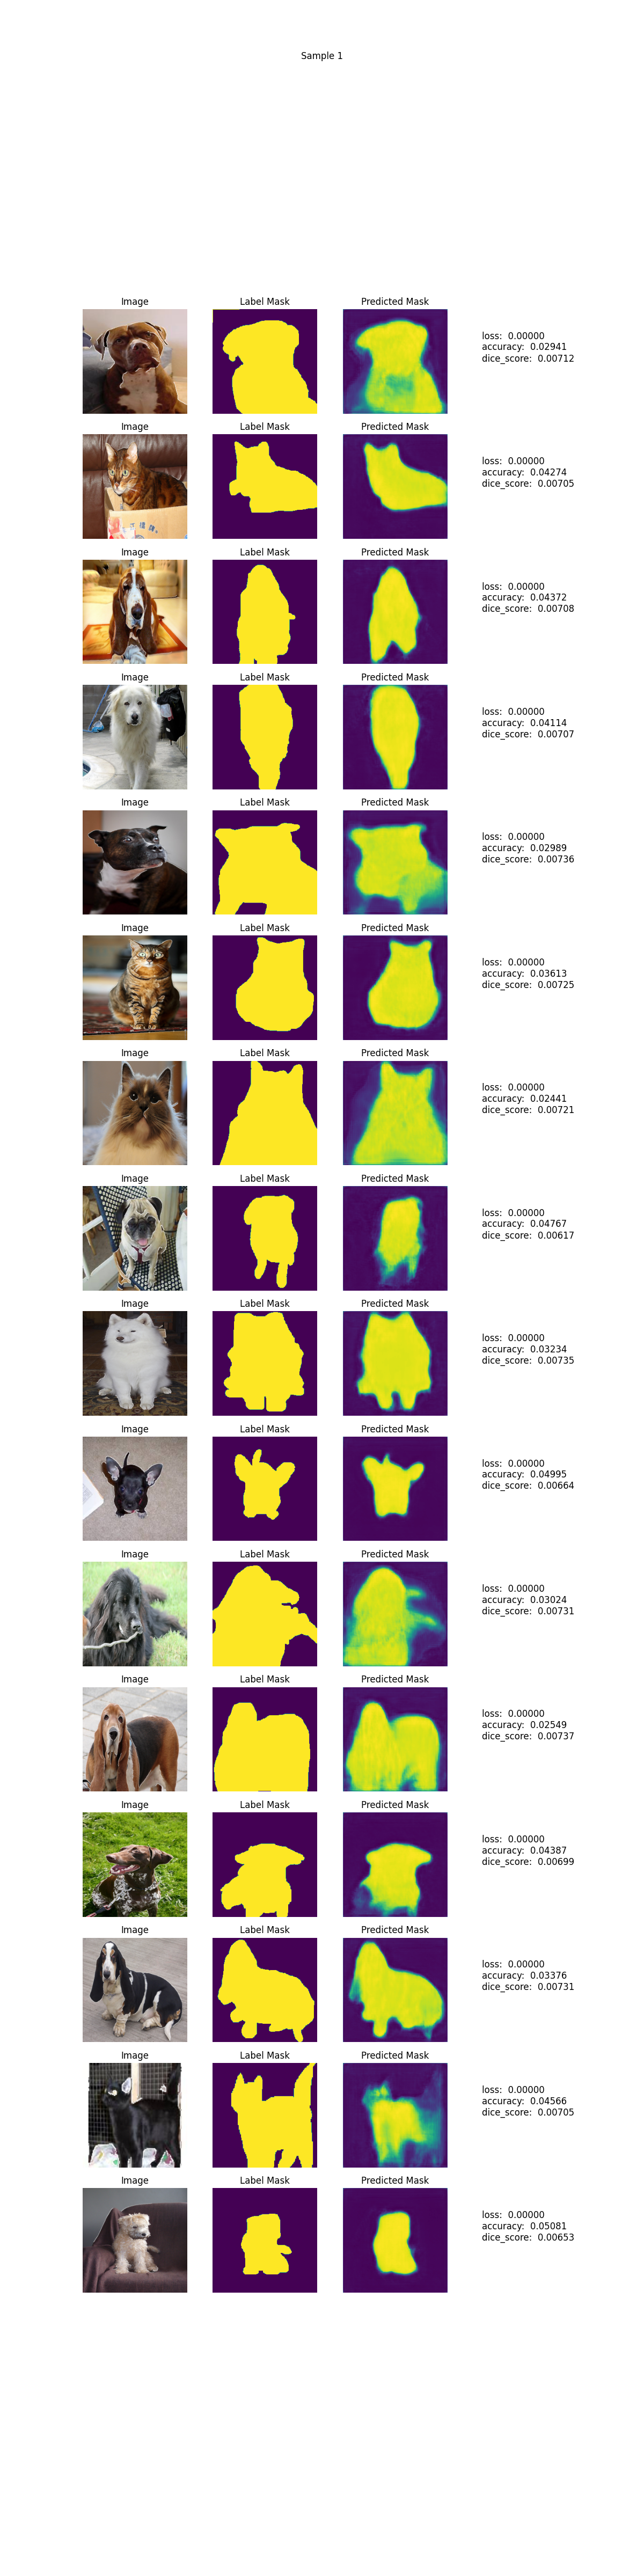 Sample 1
Image Label Mask Predicted Mask
loss: 0.00000
accuracy: 0.02941
dice_score: 0.00712
Image Label Mask Predicted Mask
loss: 0.00000
accuracy: 0.04274
dice_score: 0.00705
Image Label Mask Predicted Mask
loss: 0.00000
accuracy: 0.04372
dice_score: 0.00708
Image Label Mask Predicted Mask
loss: 0.00000
accuracy: 0.04114
dice_score: 0.00707
Image Label Mask Predicted Mask
loss: 0.00000
accuracy: 0.02989
dice_score: 0.00736
Image Label Mask Predicted Mask
loss: 0.00000
accuracy: 0.03613
dice_score: 0.00725
Image Label Mask Predicted Mask
loss: 0.00000
accuracy: 0.02441
dice_score: 0.00721
Image Label Mask Predicted Mask
loss: 0.00000
accuracy: 0.04767
dice_score: 0.00617
Image Label Mask Predicted Mask
loss: 0.00000
accuracy: 0.03234
dice_score: 0.00735
Image Label Mask Predicted Mask
loss: 0.00000
accuracy: 0.04995
dice_score: 0.00664
Image Label Mask Predicted Mask
loss: 0.00000
accuracy: 0.03024
dice_score: 0.00731
Image Label Mask Predicted Mask
loss: 0.00000
accuracy: 0.02549
dice_score: 0.00737
Image Label Mask Predicted Mask
loss: 0.00000
accuracy: 0.04387
dice_score: 0.00699
Image Label Mask Predicted Mask
loss: 0.00000
accuracy: 0.03376
dice_score: 0.00731
Image Label Mask Predicted Mask
loss: 0.00000
accuracy: 0.04566
dice_score: 0.00705
Image Label Mask Predicted Mask
loss: 0.00000
accuracy: 0.05081
dice_score: 0.00653